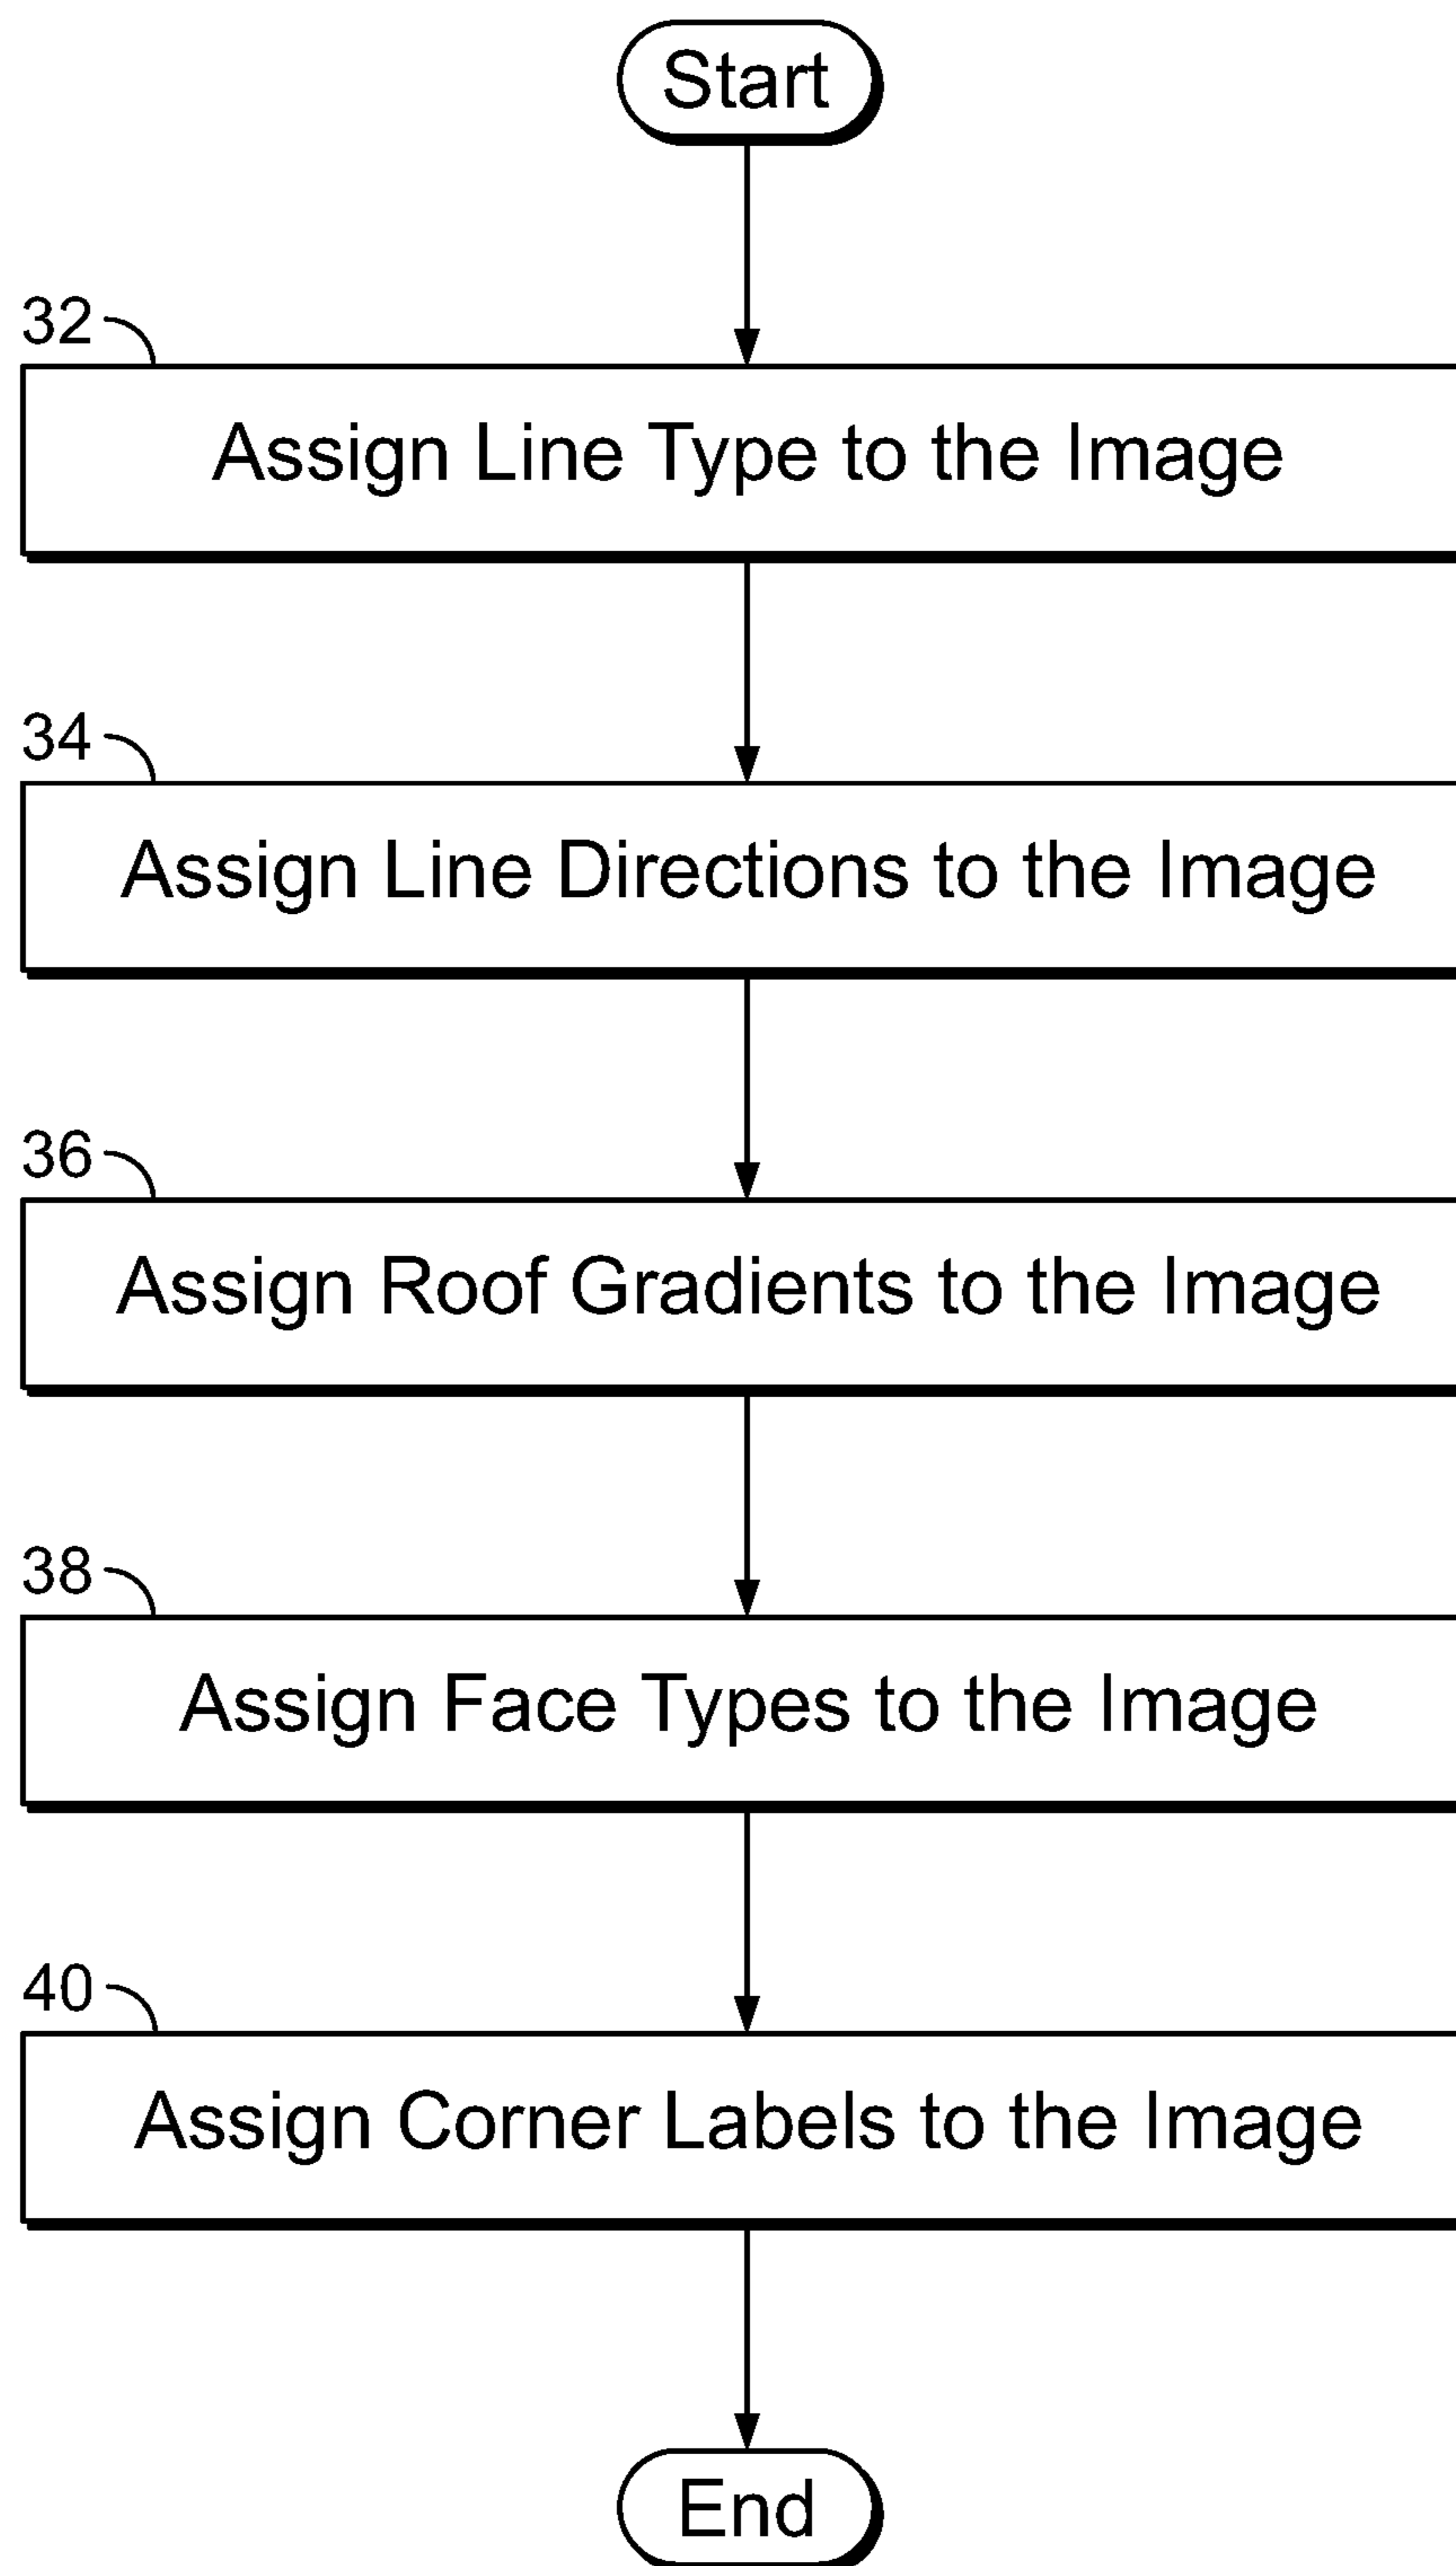 Start
32
Assign Line Type to the Image
34
Assign Line Directions to the Image
36
Assign Roof Gradients to the Image
38
Assign Face Types to the Image
40
Assign Corner Labels to the Image
End